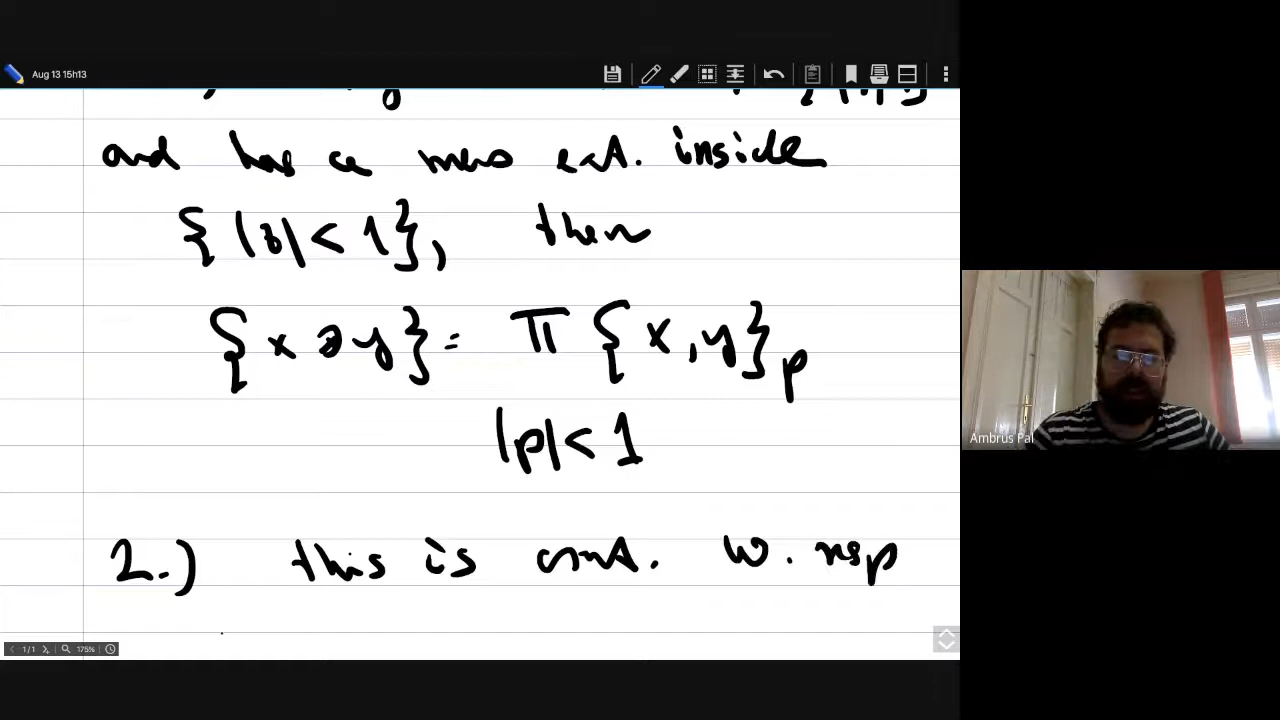 Aug 13 15h13
and has a mero ext. inside
{ |z| < 1 }, then
{x ∂ y} = π {x, y}p
|p| < 1
2.) this is cont. w. resp
1/1 175%
Ambrus Pal